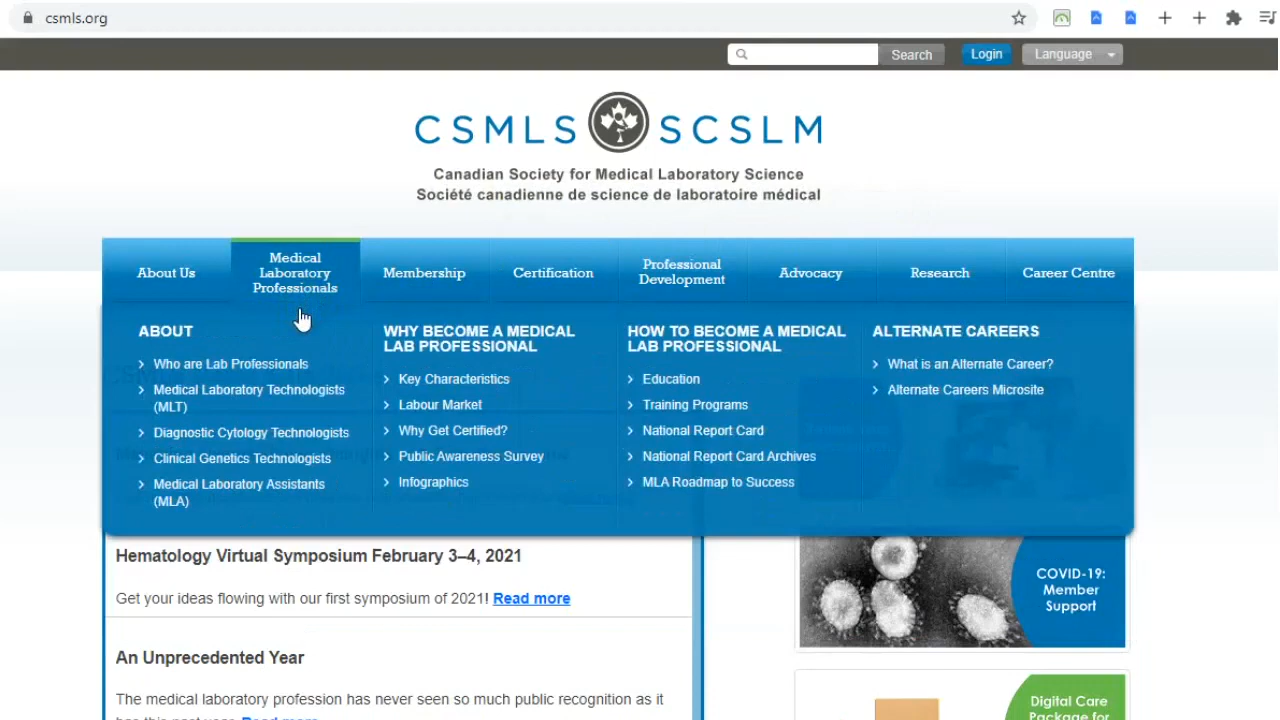 csmls.org
Search
Login
Language
CSMLS SCSLM
Canadian Society for Medical Laboratory Science
Société canadienne de science de laboratoire médical
About Us
Medical
Laboratory
Professionals
Membership
Certification
Professional
Development
Advocacy
Research
Career Centre
ABOUT
Who are Lab Professionals
Medical Laboratory Technologists
(MLT)
Diagnostic Cytology Technologists
Clinical Genetics Technologists
Medical Laboratory Assistants
(MLA)
WHY BECOME A MEDICAL
LAB PROFESSIONAL
Key Characteristics
Labour Market
Why Get Certified?
Public Awareness Survey
Infographics
HOW TO BECOME A MEDICAL
LAB PROFESSIONAL
Education
Training Programs
National Report Card
National Report Card Archives
MLA Roadmap to Success
ALTERNATE CAREERS
What is an Alternate Career?
Alternate Careers Microsite
Hematology Virtual Symposium February 3–4, 2021
Get your ideas flowing with our first symposium of 2021! Read more
An Unprecedented Year
The medical laboratory profession has never seen so much public recognition as it
has this past year. Read more
COVID-19:
Member
Support
Digital Care
Package for